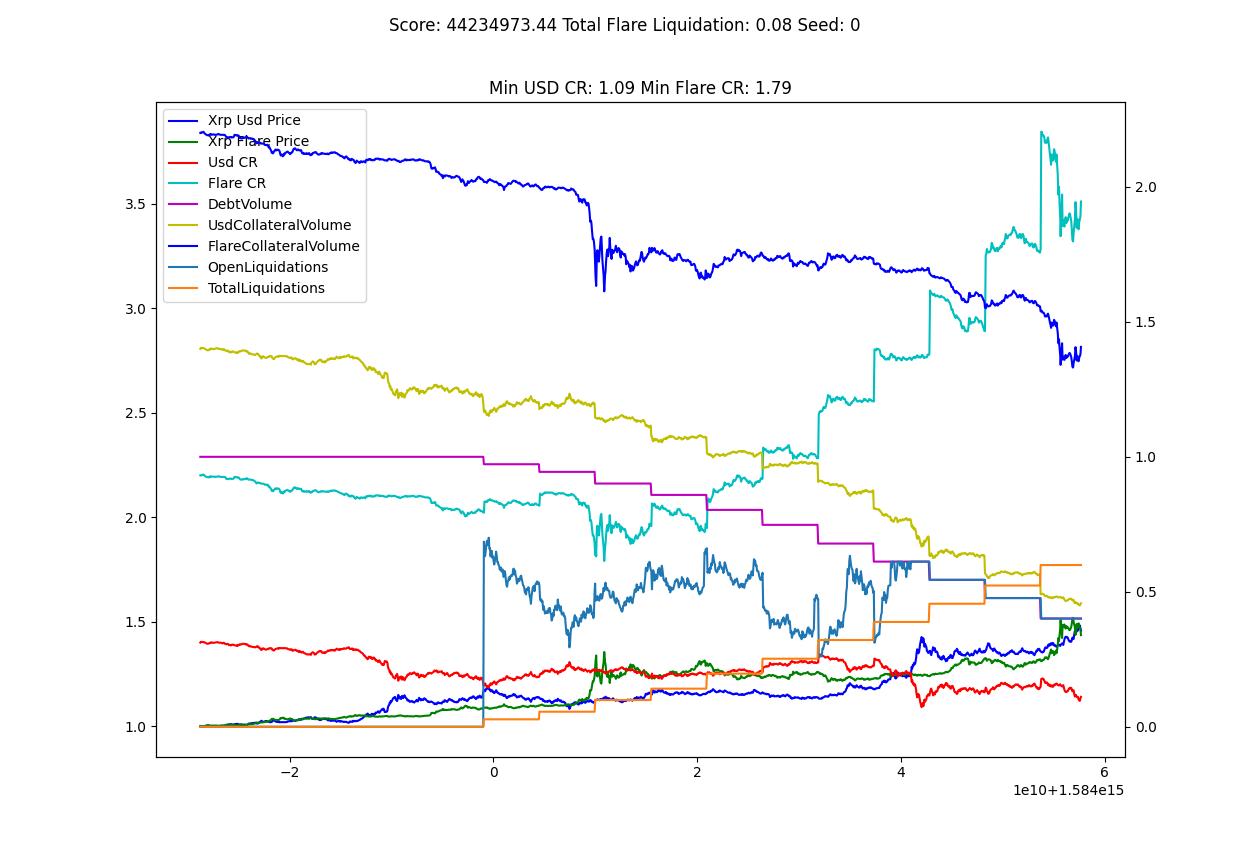 Score: 44234973.44 Total Flare Liquidation: 0.08 Seed: 0
Min USD CR: 1.09 Min Flare CR: 1.79
Xrp Usd Price
Xrp Flare Price
Usd CR
Flare CR
DebtVolume
UsdCollateralVolume
FlareCollateralVolume
OpenLiquidations
TotalLiquidations
3.5
3.0
2.5
2.0
1.5
1.0
2.0
1.5
1.0
0.5
0.0
−2
0
2
4
6
1e10+1.584e15